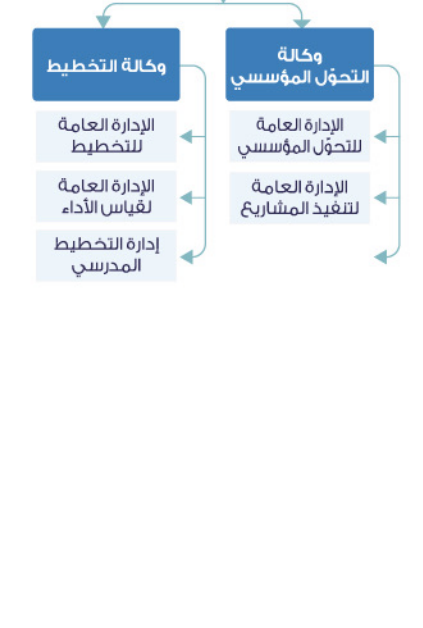 وكالة
التحوّل المؤسسي
الإدارة العامة
للتحوّل المؤسسي
الإدارة العامة
لتنفيذ المشاريع
وكالة التخطيط
الإدارة العامة
للتخطيط
الإدارة العامة
لقياس الأداء
إدارة التخطيط
المدرسي